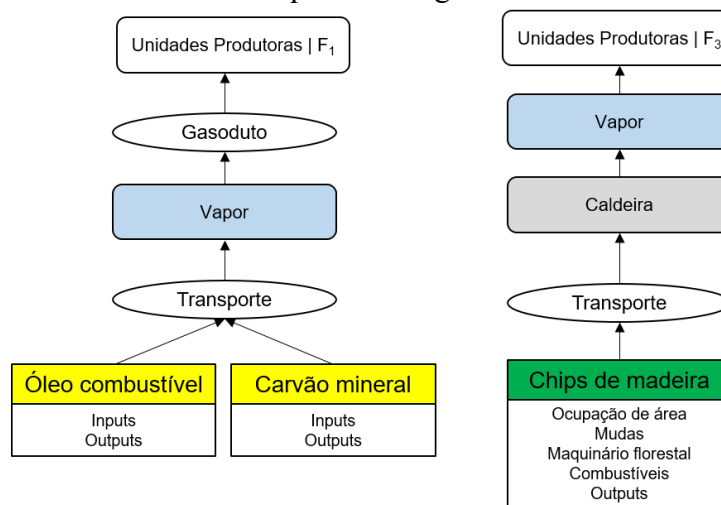 Unidades Produtoras | F1
Gasoduto
Vapor
Transporte
Óleo combustível
Inputs
Outputs
Carvão mineral
Inputs
Outputs
Unidades Produtoras | F3
Vapor
Caldeira
Transporte
Chips de madeira
Ocupação de área
Mudas
Maquinário florestal
Combustíveis
Outputs